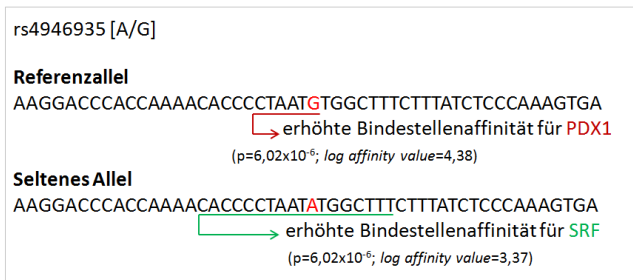 rs4946935 [A/G]
Referenzallel
AAGGACCCACCAAAACACCCCTAATGTGGCTTTCTTTATCTCCCAAAGTGA
erhöhte Bindestellenaffinität für PDX1
(p=6,02x10⁻⁶; log affinity value=4,38)
Seltenes Allel
AAGGACCCACCAAAACACCCCTAATATGGCTTTCTTTATCTCCCAAAGTGA
erhöhte Bindestellenaffinität für SRF
(p=6,02x10⁻⁶; log affinity value=3,37)